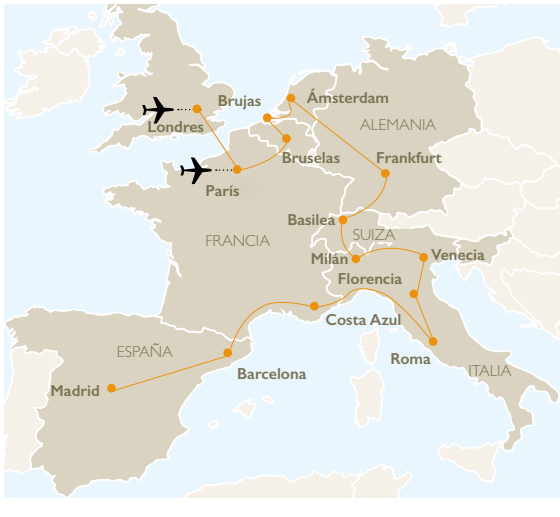 Brujas
Ámsterdam
Londres
ALEMANIA
Bruselas
Frankfurt
París
Basilea
SUIZA
FRANCIA
Milán
Venecia
Florencia
Costa Azul
ESPAÑA
Roma
Barcelona
ITALIA
Madrid